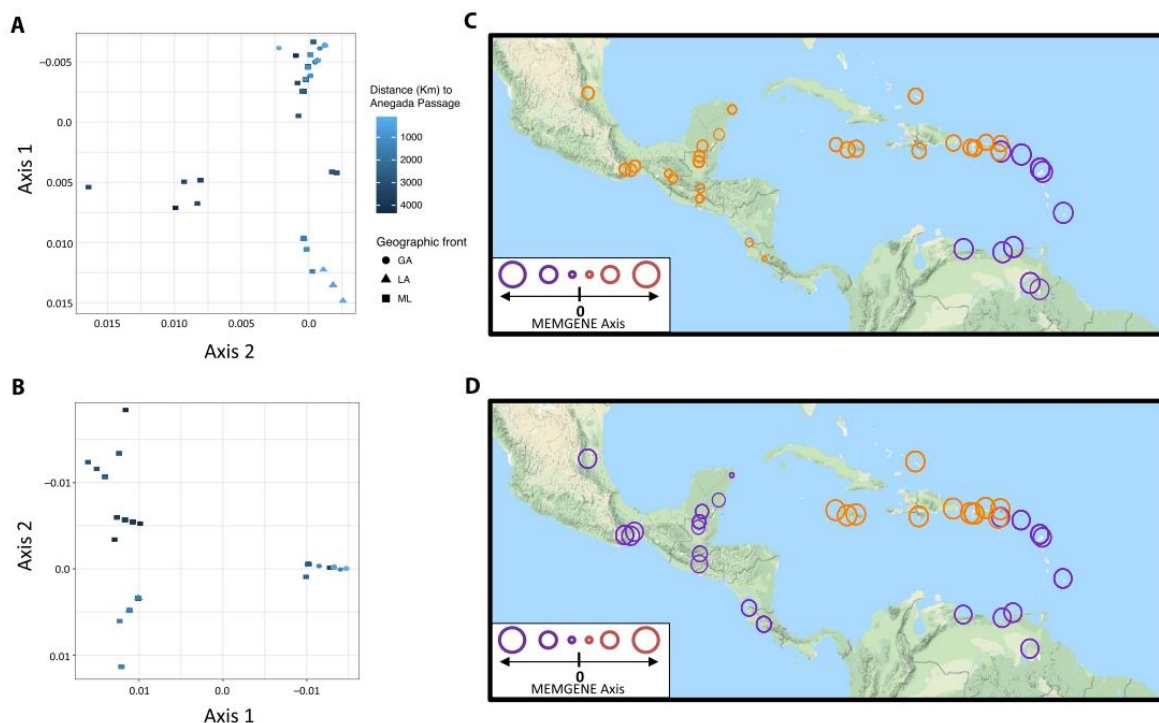 A
−0.005
0.0
0.005
0.010
0.015
Axis 1
0.015
0.010
0.005
0.0
Axis 2
Distance (Km) to
Anegada Passage
1000
2000
3000
4000
Geographic front
GA
LA
ML
B
−0.01
0.0
0.01
Axis 2
0.01
0.0
−0.01
Axis 1
C
0
MEMGENE Axis
D
0
MEMGENE Axis